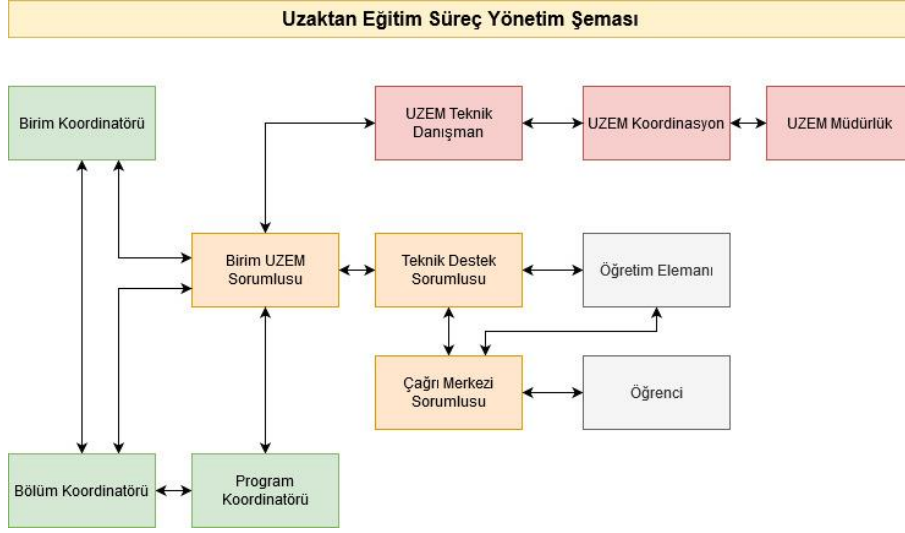 Uzaktan Eğitim Süreç Yönetim Şeması
Birim Koordinatörü
UZEM Teknik
Danışman
UZEM Koordinasyon
UZEM Müdürlük
Birim UZEM
Sorumlusu
Teknik Destek
Sorumlusu
Öğretim Elemanı
Çağrı Merkezi
Sorumlusu
Öğrenci
Bölüm Koordinatörü
Program
Koordinatörü